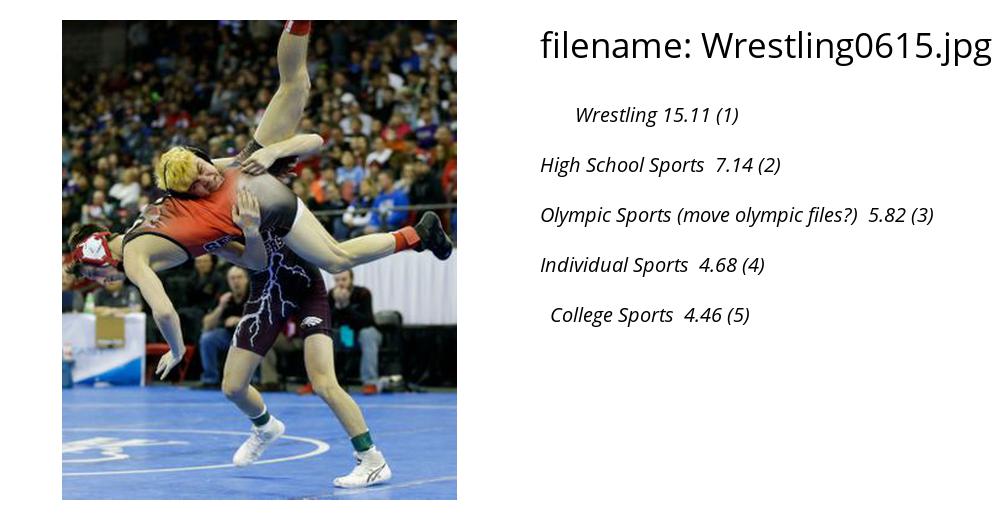 filename: Wrestling0615.jpg
Wrestling 15.11 (1)
High School Sports 7.14 (2)
Olympic Sports (move olympic files?) 5.82 (3)
Individual Sports 4.68 (4)
College Sports 4.46 (5)